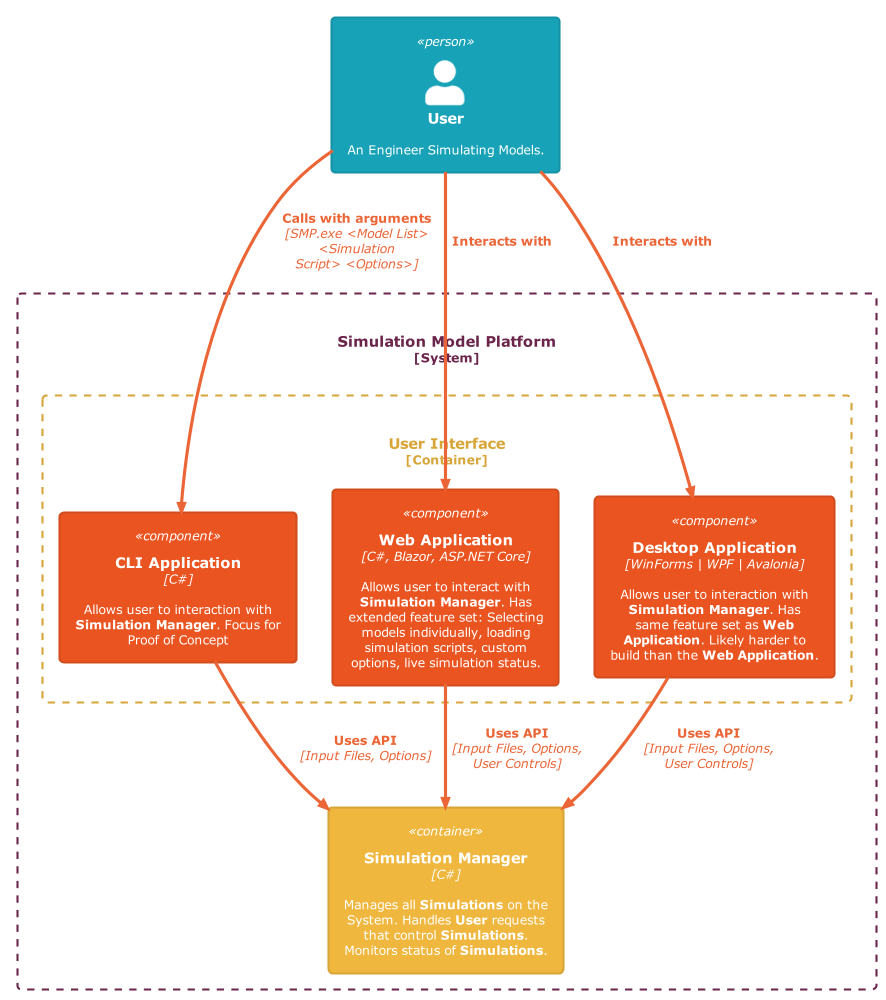 «person»
User
An Engineer Simulating Models.
Calls with arguments
[SMP.exe <Model List>
<Simulation
Script> <Options>]
Interacts with
Interacts with
Simulation Model Platform
[System]
User Interface
[Container]
«component»
CLI Application
[C#]
Allows user to interaction with
Simulation Manager. Focus for
Proof of Concept
«component»
Web Application
[C#, Blazor, ASP.NET Core]
Allows user to interact with
Simulation Manager. Has
extended feature set: Selecting
models individually, loading
simulation scripts, custom
options, live simulation status.
«component»
Desktop Application
[WinForms | WPF | Avalonia]
Allows user to interaction with
Simulation Manager. Has
same feature set as Web
Application. Likely harder to
build than the Web Application.
Uses API
[Input Files, Options]
Uses API
[Input Files, Options,
User Controls]
Uses API
[Input Files, Options,
User Controls]
«container»
Simulation Manager
[C#]
Manages all Simulations on the
System. Handles User requests
that control Simulations.
Monitors status of Simulations.